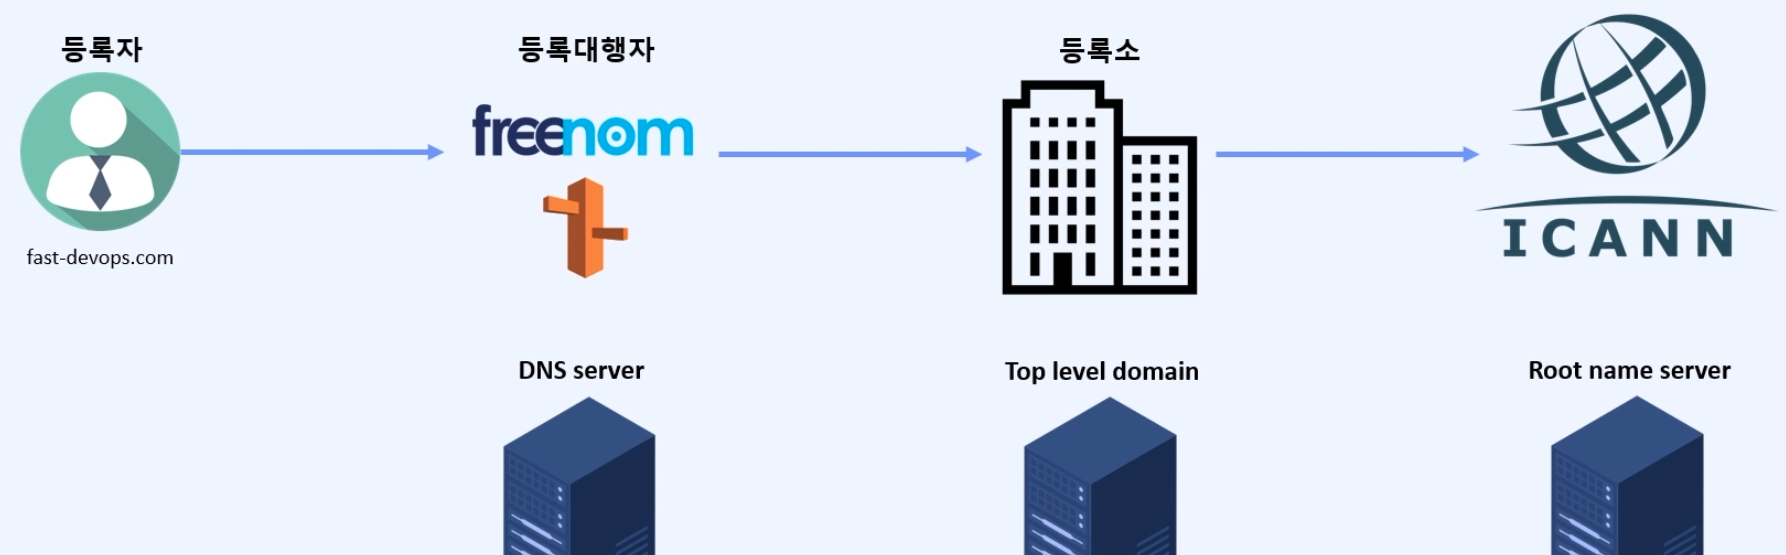 등록자
등록대행자
등록소
freenom
ICANN
fast-devops.com
DNS server
Top level domain
Root name server